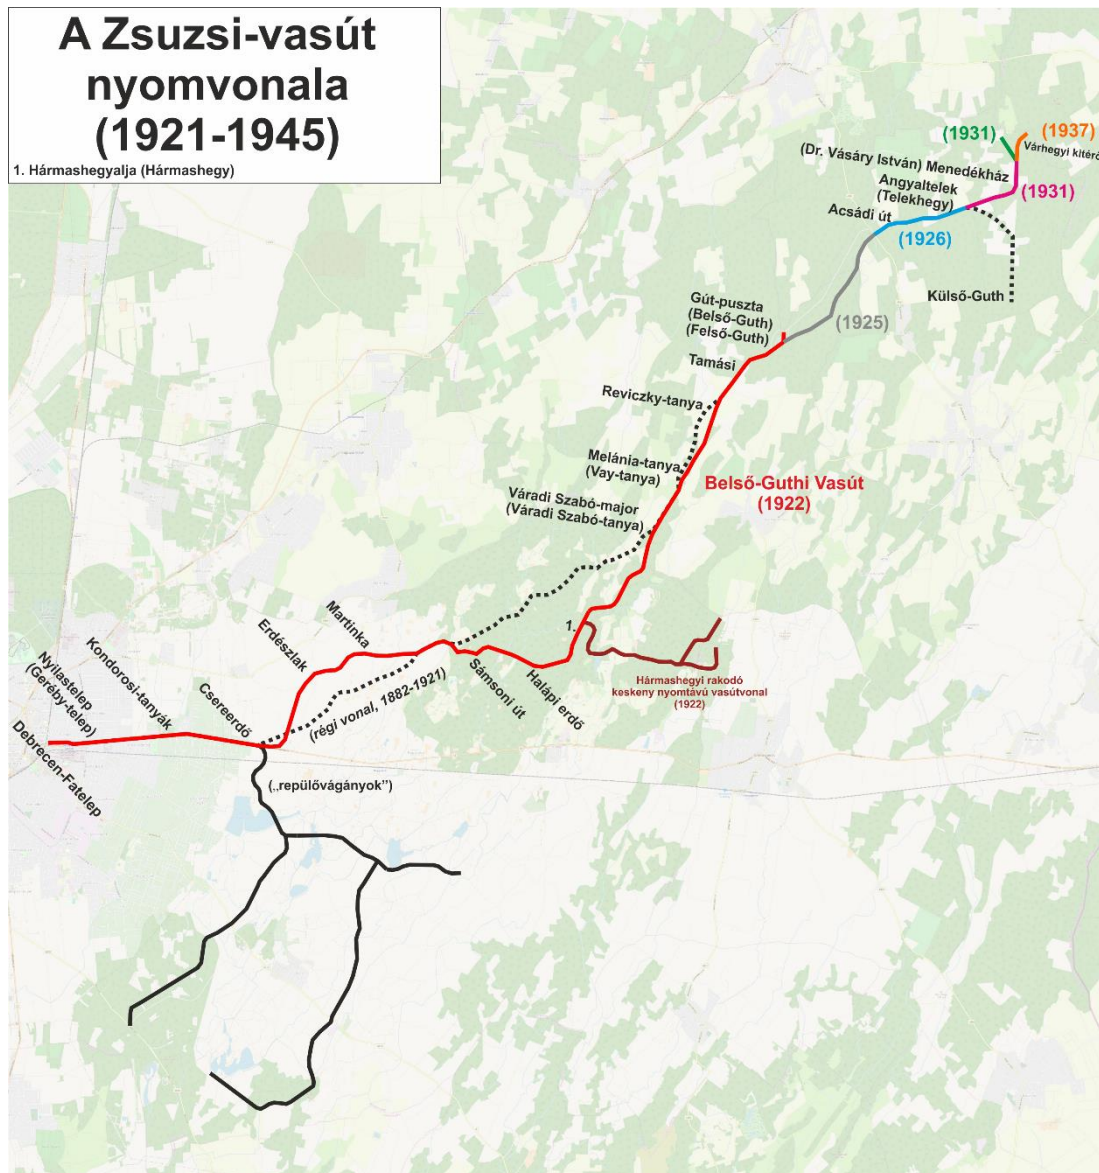 A Zsuzsi-vasút
nyomvonala
(1921-1945)
1. Hármashegyalja (Hármashegy)
(1931)
(1937)
Várhegyi kitérő
(Dr. Vásáry István) Menedékház
Angyaltelek
(Telekhegy)
(1931)
Acsádi út
(1926)
Külső-Guth
Gút-puszta
(Belső-Guth)
(Felső-Guth)
(1925)
Tamási
Reviczky-tanya
Melánia-tanya
(Vay-tanya)
Belső-Guthi Vasút
(1922)
Váradi Szabó-major
(Váradi Szabó-tanya)
1.
Martinka
Erdészlak
Hármashegyi rakodó
keskeny nyomtávú vasútvonal
(1922)
Halápi erdő
Sámsoni út
(régi vonal, 1882-1921)
Csereerdő
Kondorosi-tanyák
Nyilastelep
(Geréby-telep)
Debrecen-Fatelep
(„repülővágányok")